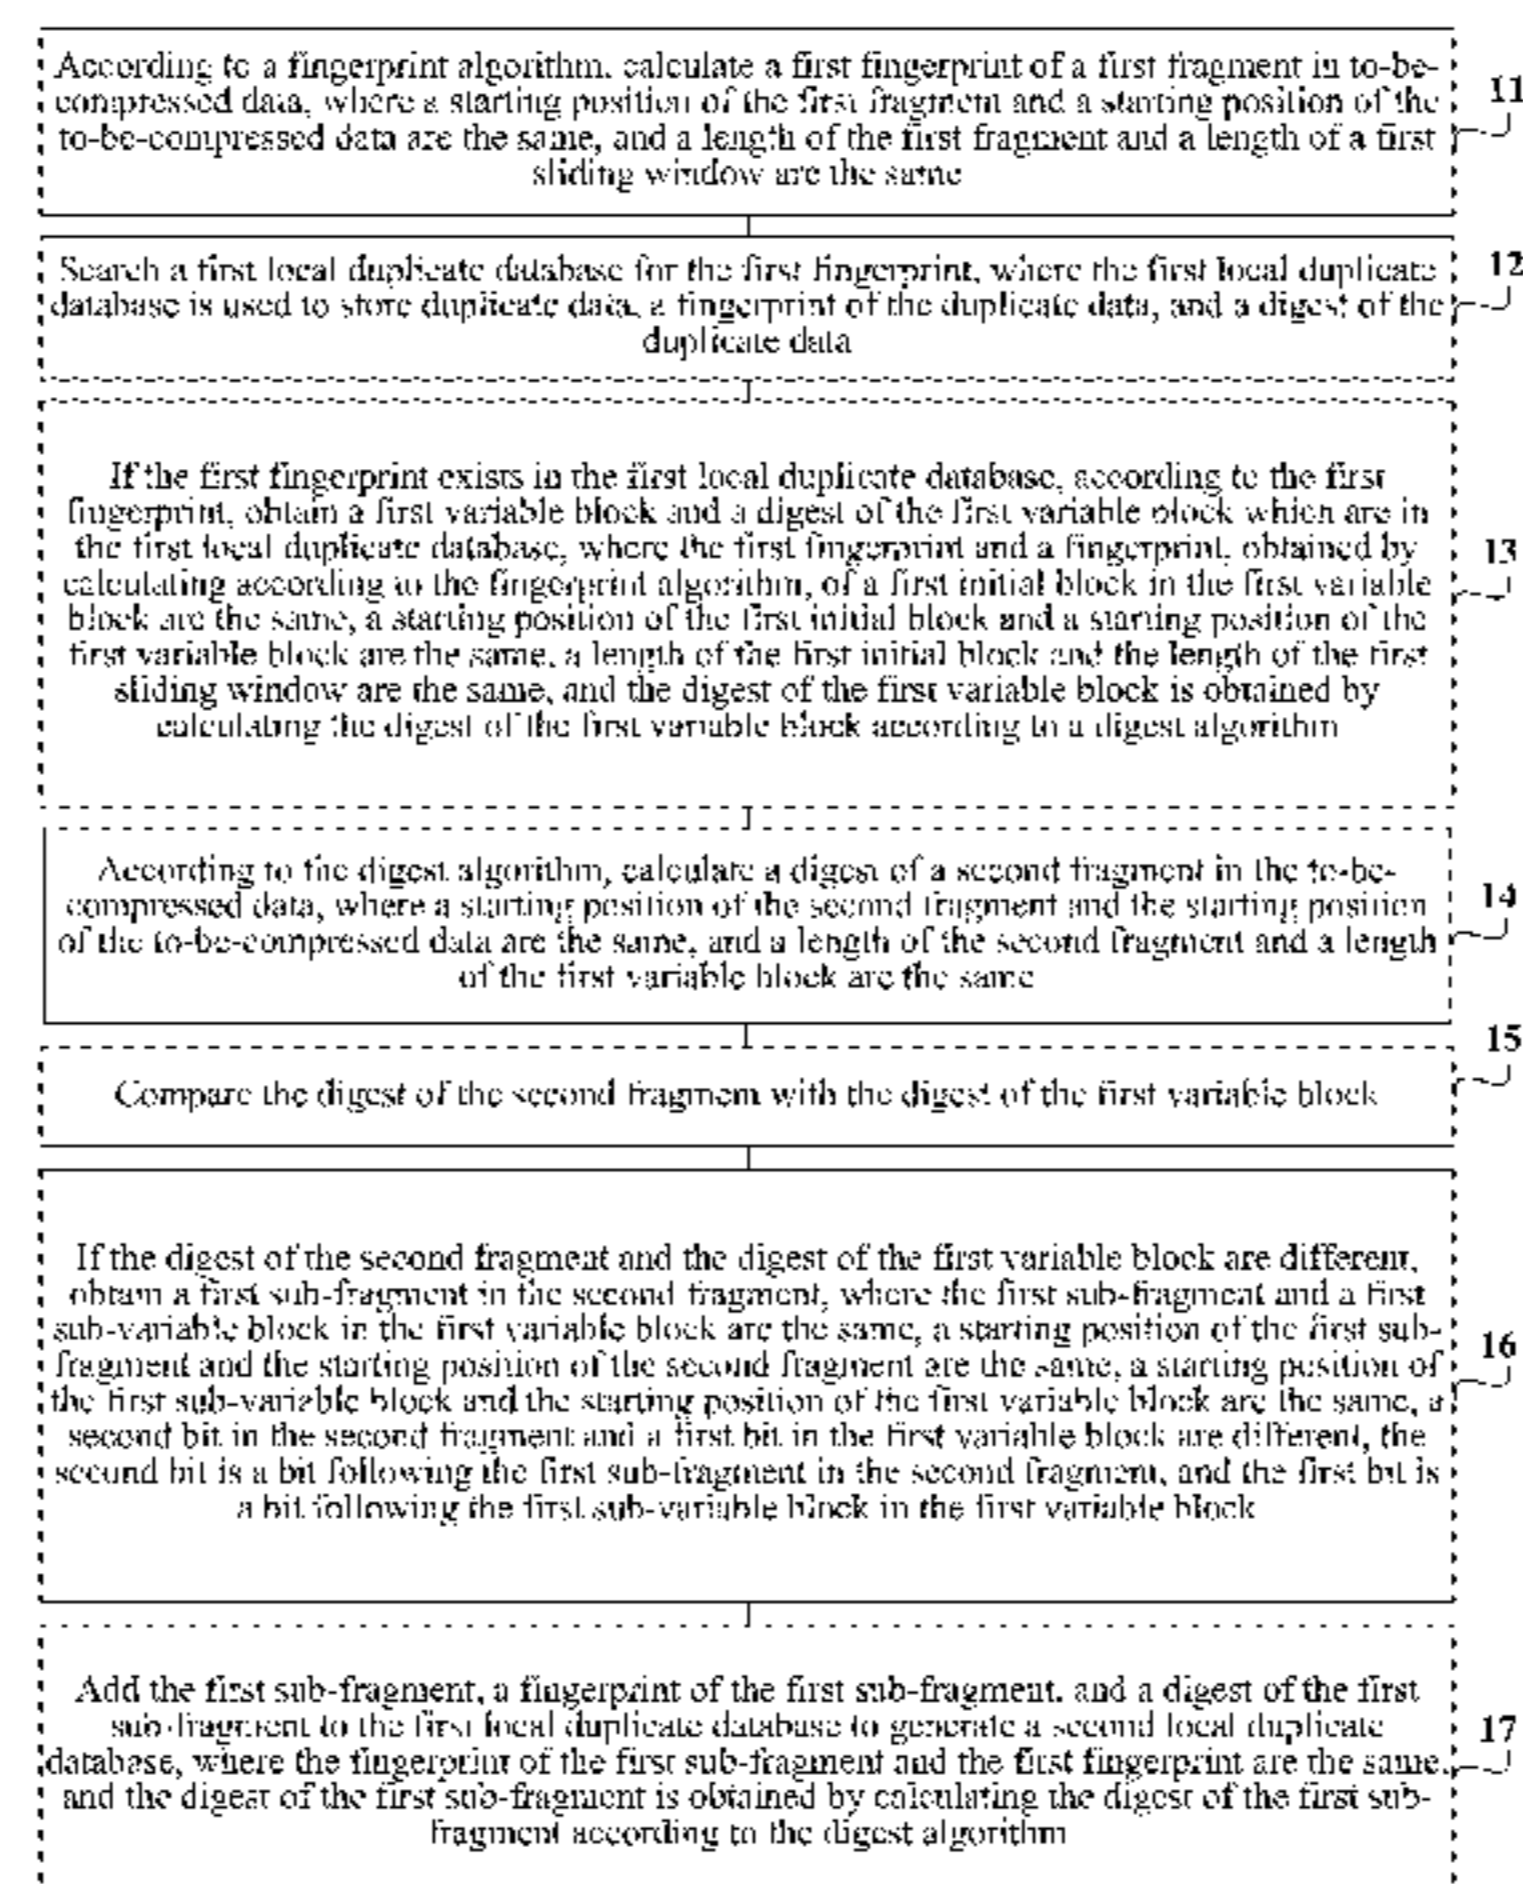 According to a fingerprint algorithm, calculate a first fingerprint of a first fragment in to-be-
compressed data, where a starting position of the first fragment and a starting position of the
to-be-compressed data are the same, and a length of the first fragment and a length of a first
sliding window are the same
11
Search a first local duplicate database for the first fingerprint, where the first local duplicate
database is used to store duplicate data, a fingerprint of the duplicate data, and a digest of the
duplicate data
12
If the first fingerprint exists in the first local duplicate database, according to the first
fingerprint, obtain a first variable block and a digest of the first variable block which are in
the first local duplicate database, where the first fingerprint and a fingerprint, obtained by
calculating according to the fingerprint algorithm, of a first initial block in the first variable
block are the same, a starting position of the first initial block and a starting position of the
first variable block are the same, a length of the first initial block and the length of the first
sliding window are the same, and the digest of the first variable block is obtained by
calculating the digest of the first variable block according to a digest algorithm
13
According to the digest algorithm, calculate a digest of a second fragment in the to-be-
compressed data, where a starting position of the second fragment and the starting position
of the to-be-compressed data are the same, and a length of the second fragment and a length
of the first variable block are the same
14
Compare the digest of the second fragment with the digest of the first variable block
15
If the digest of the second fragment and the digest of the first variable block are different,
obtain a first sub-fragment in the second fragment, where the first sub-fragment and a first
sub-variable block in the first variable block are the same, a starting position of the first sub-
fragment and the starting position of the second fragment are the same, a starting position of
the first sub-variable block and the starting position of the first variable block are the same, a
second bit in the second fragment and a first bit in the first variable block are different, the
second bit is a bit following the first sub-fragment in the second fragment, and the first bit is
a bit following the first sub-variable block in the first variable block
16
Add the first sub-fragment, a fingerprint of the first sub-fragment, and a digest of the first
sub-fragment to the first local duplicate database to generate a second local duplicate
database, where the fingerprint of the first sub-fragment and the first fingerprint are the same,
and the digest of the first sub-fragment is obtained by calculating the digest of the first sub-
fragment according to the digest algorithm
17